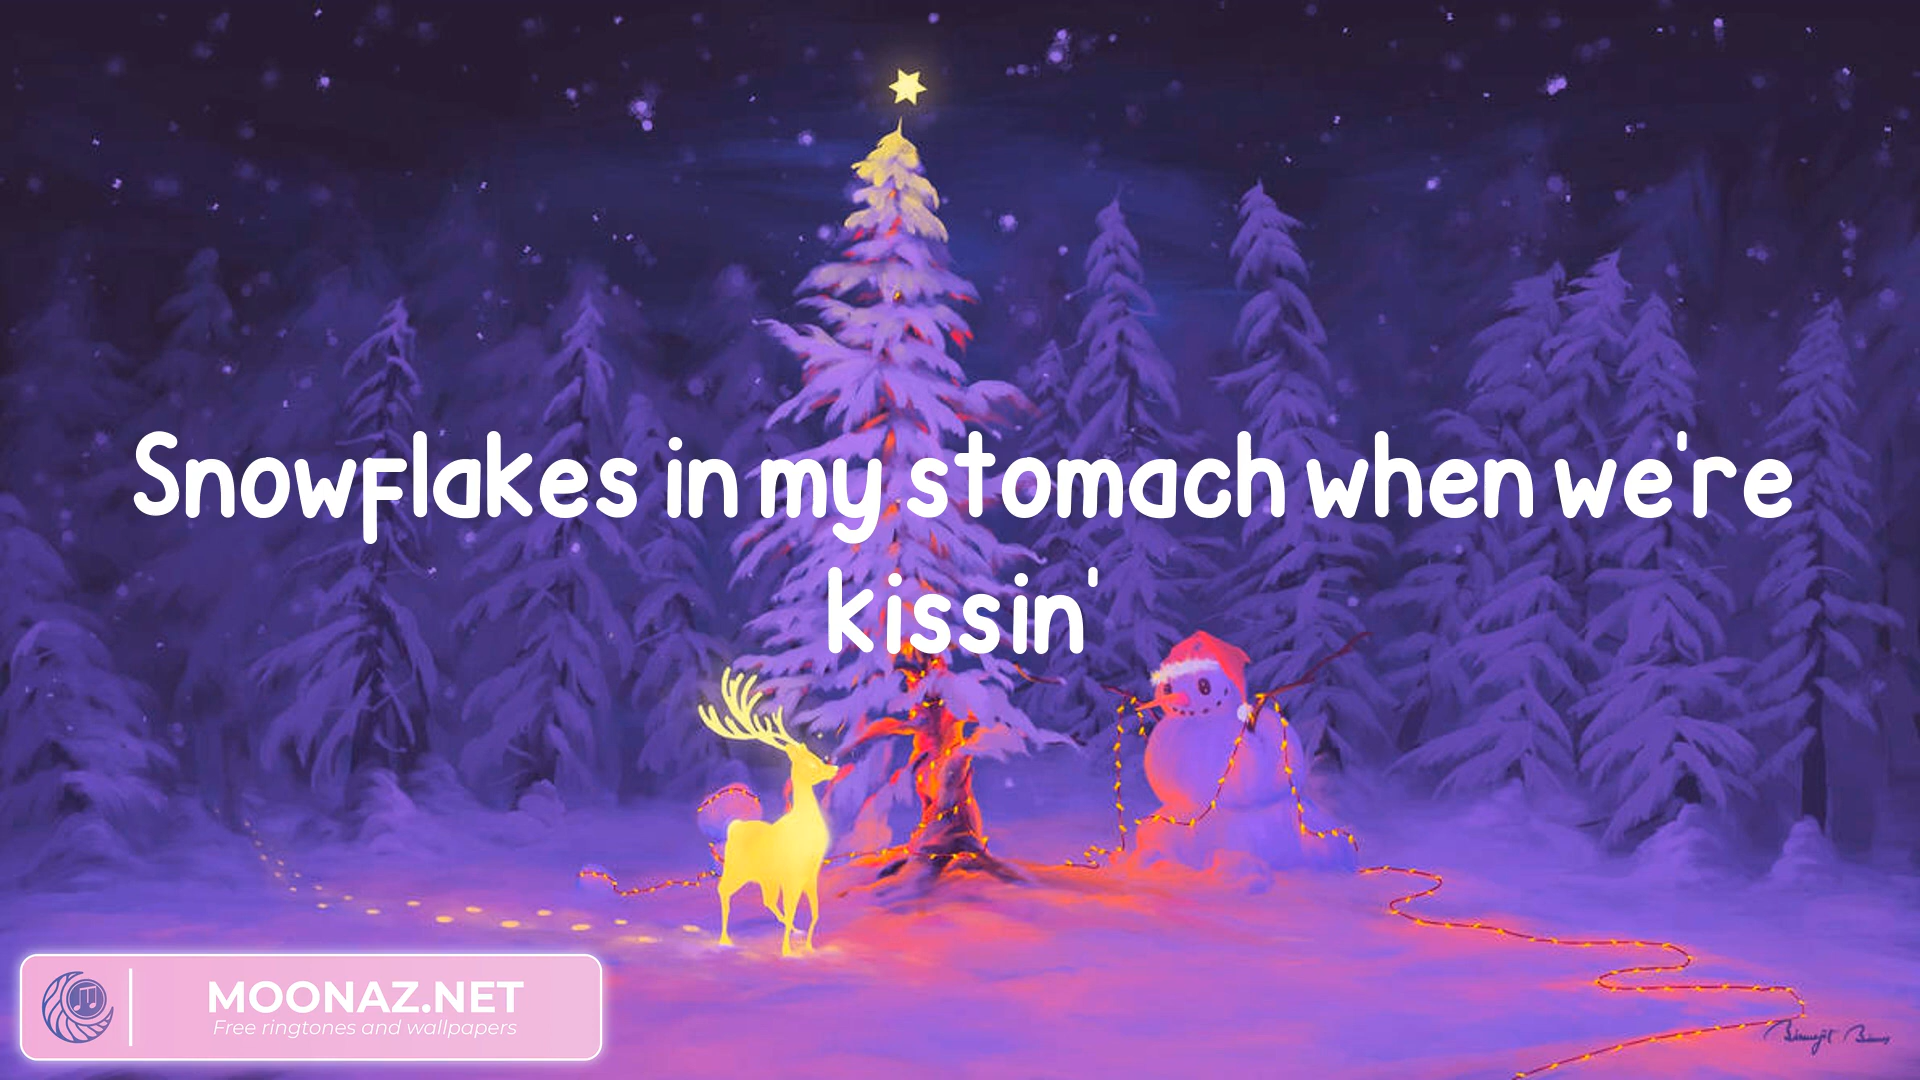 Snowflakes in my stomach when we're
kissin'
MOONAZ.NET
Free ringtones and wallpapers